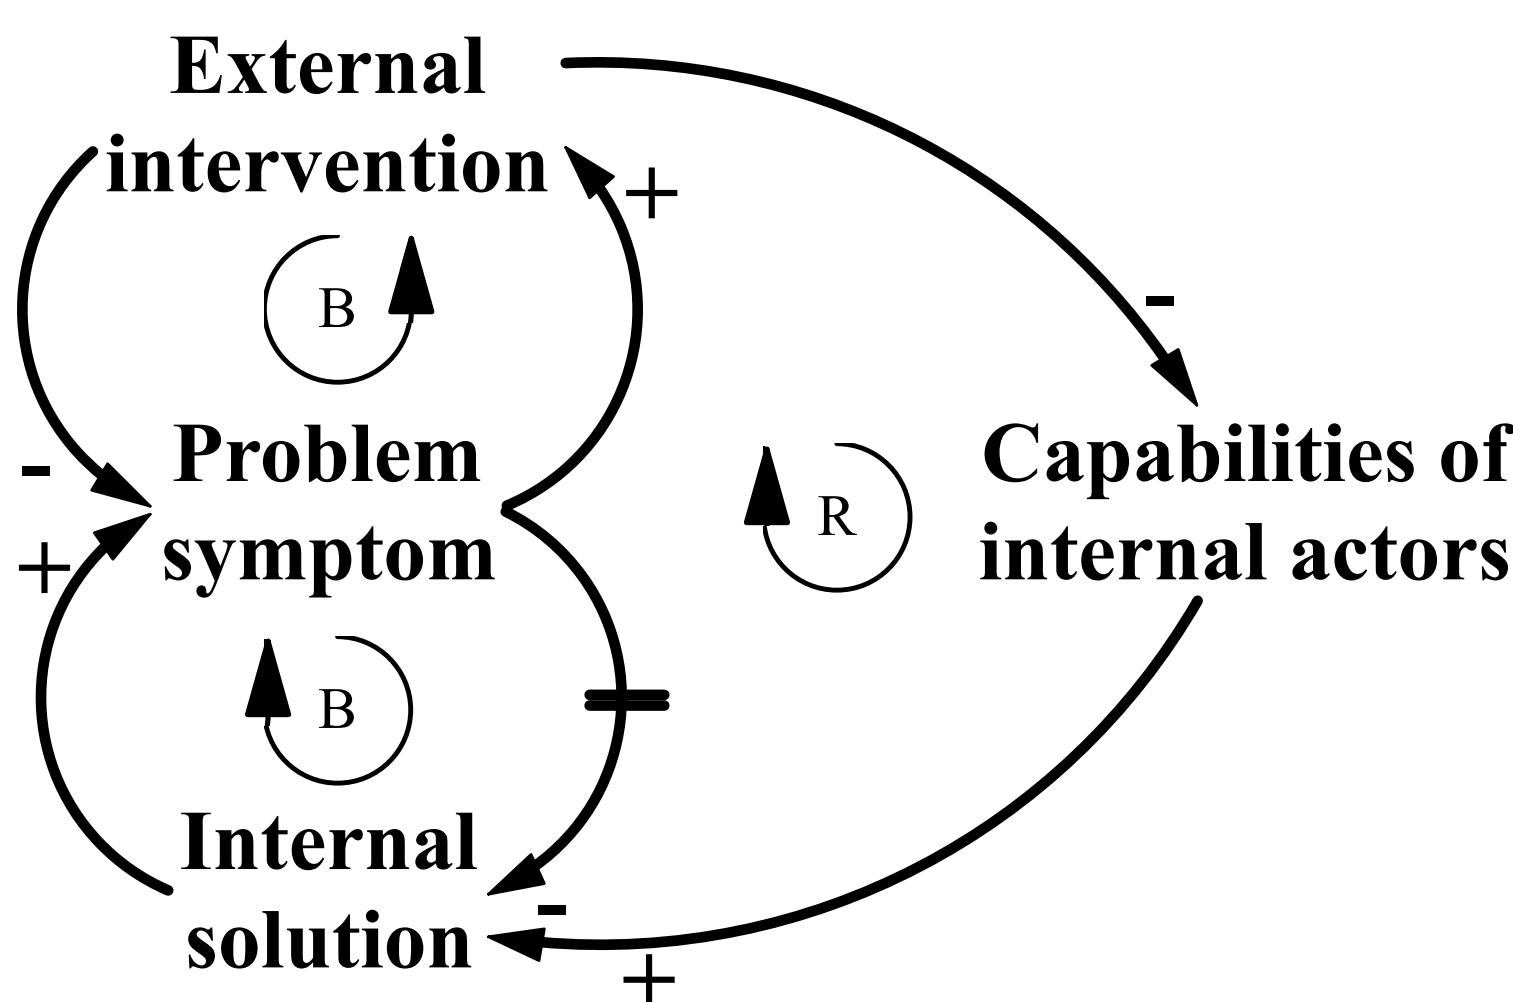 External
intervention
+
B
-
-
Problem
symptom
+
R
Capabilities of
internal actors
B
Internal
solution
-
+